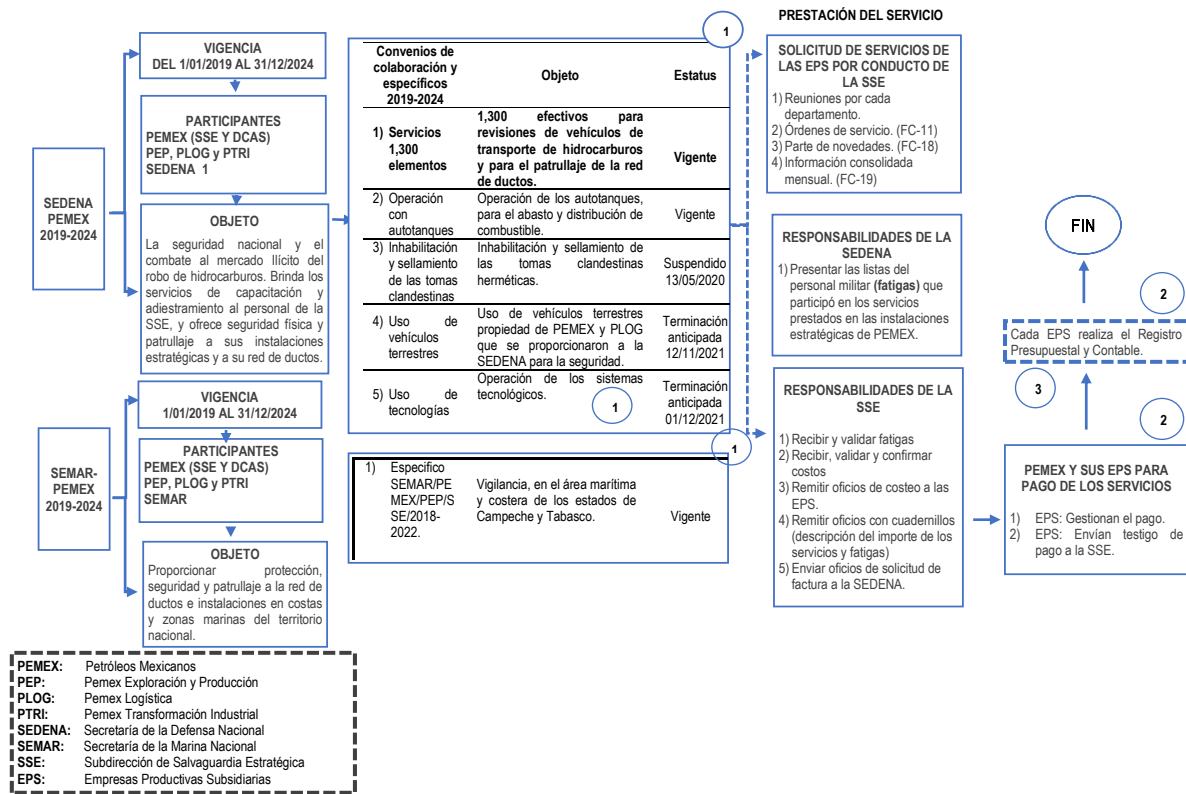 SEDENA
PEMEX
2019-2024
VIGENCIA
DEL 1/01/2019 AL 31/12/2024
PARTICIPANTES
PEMEX (SSE Y DCAS)
PEP, PLOG y PTRI
SEDENA 1
OBJETO
La seguridad nacional y el
combate al mercado Ilícito del
robo de hidrocarburos. Brinda los
servicios de capacitación y
adiestramiento al personal de la
SSE, y ofrece seguridad física y
patrullaje a sus instalaciones
estratégicas y a su red de ductos.
SEMAR-
PEMEX
2019-2024
VIGENCIA
1/01/2019 AL 31/12/2024
PARTICIPANTES
PEMEX (SSE Y DCAS)
PEP, PLOG y PTRI
SEMAR
OBJETO
Proporcionar protección,
seguridad y patrullaje a la red de
ductos e instalaciones en costas
y zonas marinas del territorio
nacional.
1
Convenios de
colaboración y
específicos
2019-2024
Objeto
Estatus
1) Servicios
1,300
elementos
1,300 efectivos para
revisiones de vehículos de
transporte de hidrocarburos
y para el patrullaje de la red
de ductos.
Vigente
2) Operación
con
autotanques
Operación de los autotanques,
para el abasto y distribución de
combustible.
Vigente
3) Inhabilitación
y sellamiento
de las tomas
clandestinas
Inhabilitación y sellamiento de
las tomas clandestinas
herméticas.
Suspendido
13/05/2020
4) Uso de
vehículos
terrestres
Uso de vehículos terrestres
propiedad de PEMEX y PLOG
que se proporcionaron a la
SEDENA para la seguridad.
Terminación
anticipada
12/11/2021
5) Uso de
tecnologías
Operación de los sistemas
tecnológicos.
1
Terminación
anticipada
01/12/2021
1
1) Especifico
SEMAR/PE
MEX/PEP/S
SE/2018-
2022.
Vigilancia, en el área marítima
y costera de los estados de
Campeche y Tabasco.
Vigente
PRESTACIÓN DEL SERVICIO
SOLICITUD DE SERVICIOS DE
LAS EPS POR CONDUCTO DE
LA SSE
1) Reuniones por cada
departamento.
2) Órdenes de servicio. (FC-11)
3) Parte de novedades. (FC-18)
4) Información consolidada
mensual. (FC-19)
RESPONSABILIDADES DE LA
SEDENA
1) Presentar las listas del
personal militar (fatigas) que
participó en los servicios
prestados en las instalaciones
estratégicas de PEMEX.
RESPONSABILIDADES DE LA
SSE
1) Recibir y validar fatigas
2) Recibir, validar y confirmar
costos
3) Remitir oficios de costeo a las
EPS.
4) Remitir oficios con cuadernillos
(descripción del importe de los
servicios y fatigas)
5) Enviar oficios de solicitud de
factura a la SEDENA.
FIN
2
Cada EPS realiza el Registro
Presupuestal y Contable.
3
2
PEMEX Y SUS EPS PARA
PAGO DE LOS SERVICIOS
1) EPS: Gestionan el pago.
2) EPS: Envían testigo de
pago a la SSE.
PEMEX: Petróleos Mexicanos
PEP: Pemex Exploración y Producción
PLOG: Pemex Logística
PTRI: Pemex Transformación Industrial
SEDENA: Secretaría de la Defensa Nacional
SEMAR: Secretaría de la Marina Nacional
SSE: Subdirección de Salvaguardia Estratégica
EPS: Empresas Productivas Subsidiarias